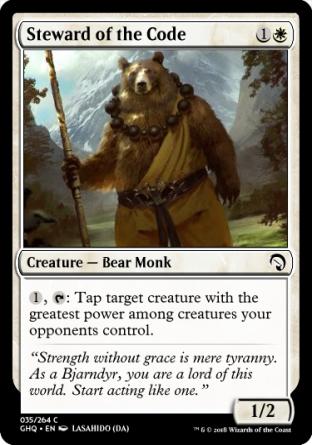 Steward of the Code 1
Creature — Bear Monk
1, : Tap target creature with the
greatest power among creatures your
opponents control.
“Strength without grace is mere tyranny.
As a Bjarndyr, you are a lord of this
world. Start acting like one.”
1/2
035/264 C
GHQ • EN LASAHIDO (DA)
™ & © 2018 Wizards of the Coast